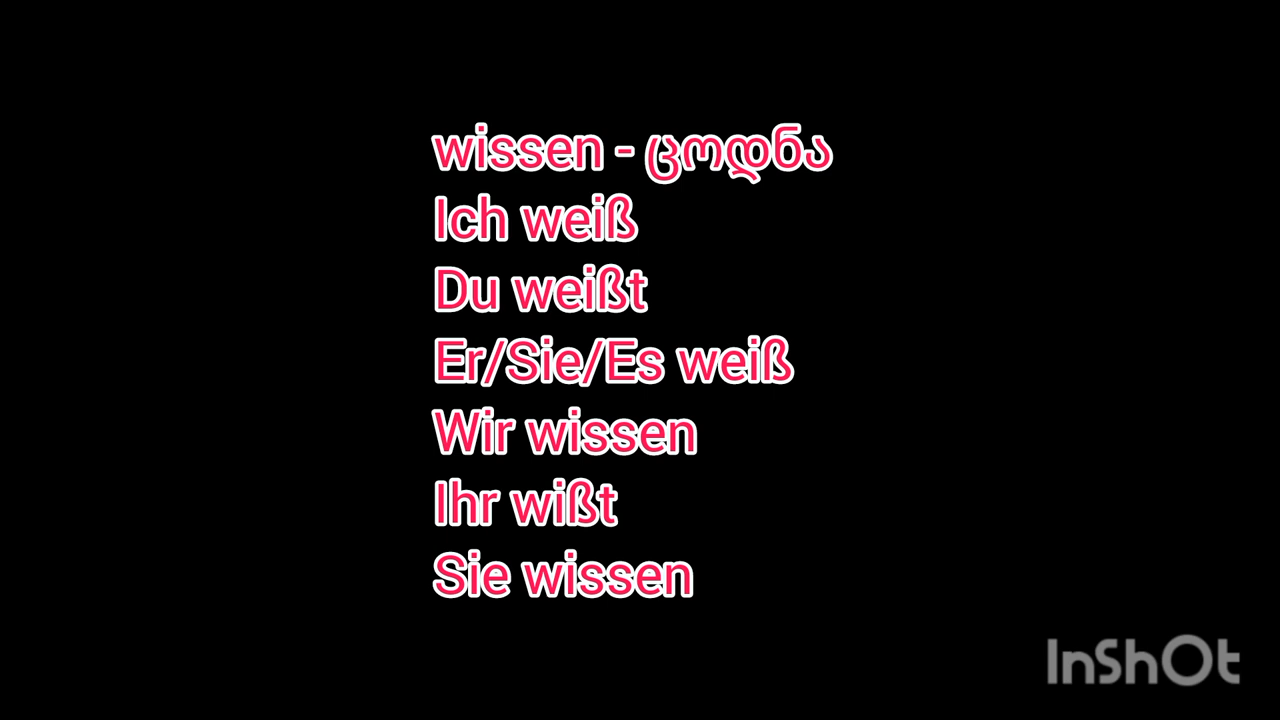 wissen - ცოდნა
Ich weiß
Du weißt
Er/Sie/Es weiß
Wir wissen
Ihr wißt
Sie wissen
InShOt